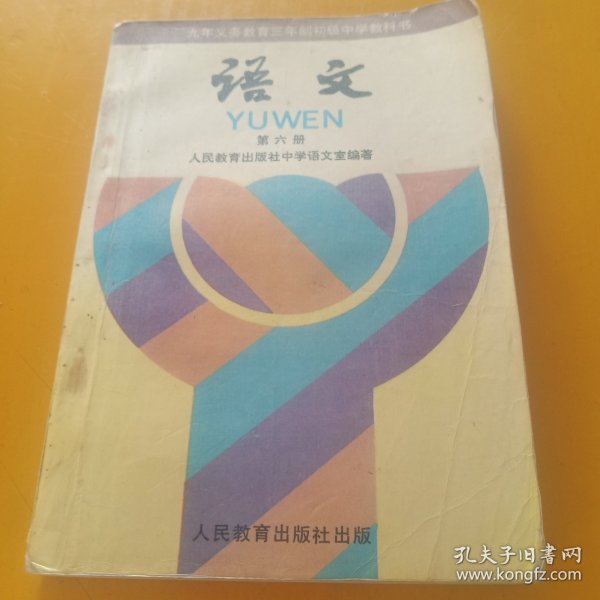 九年义务教育三年制初级中学教科书
语文
YUWEN
第六册
人民教育出版社中学语文室编著
人民教育出版社出版
孔夫子旧书网
www.kongfz.com